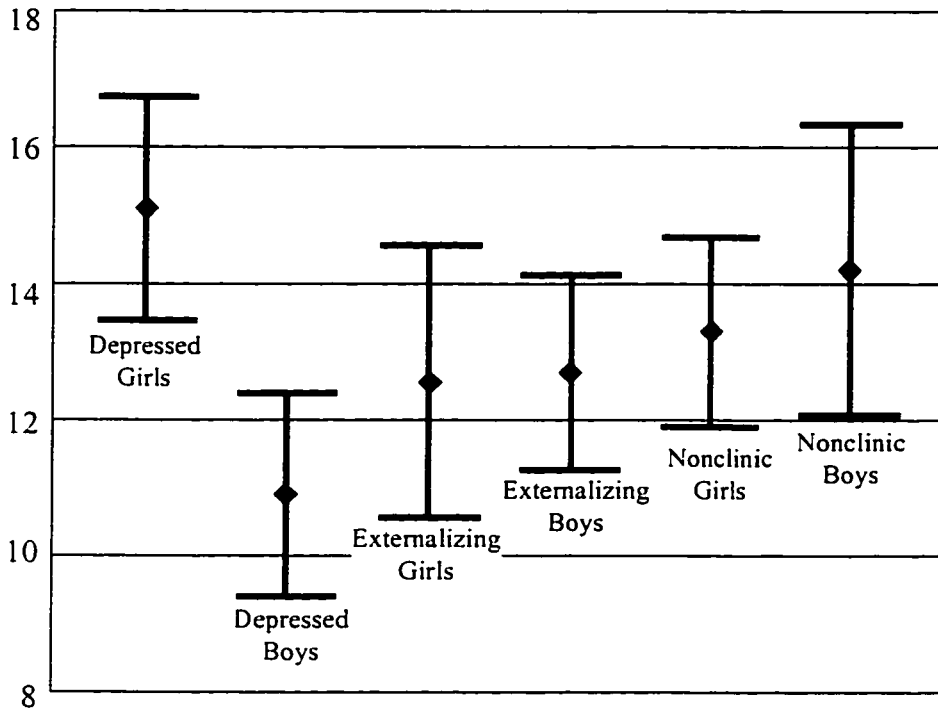 18
16
14
12
10
8
Depressed
Girls
Depressed
Boys
Externalizing
Girls
Externalizing
Boys
Nonclinic
Girls
Nonclinic
Boys